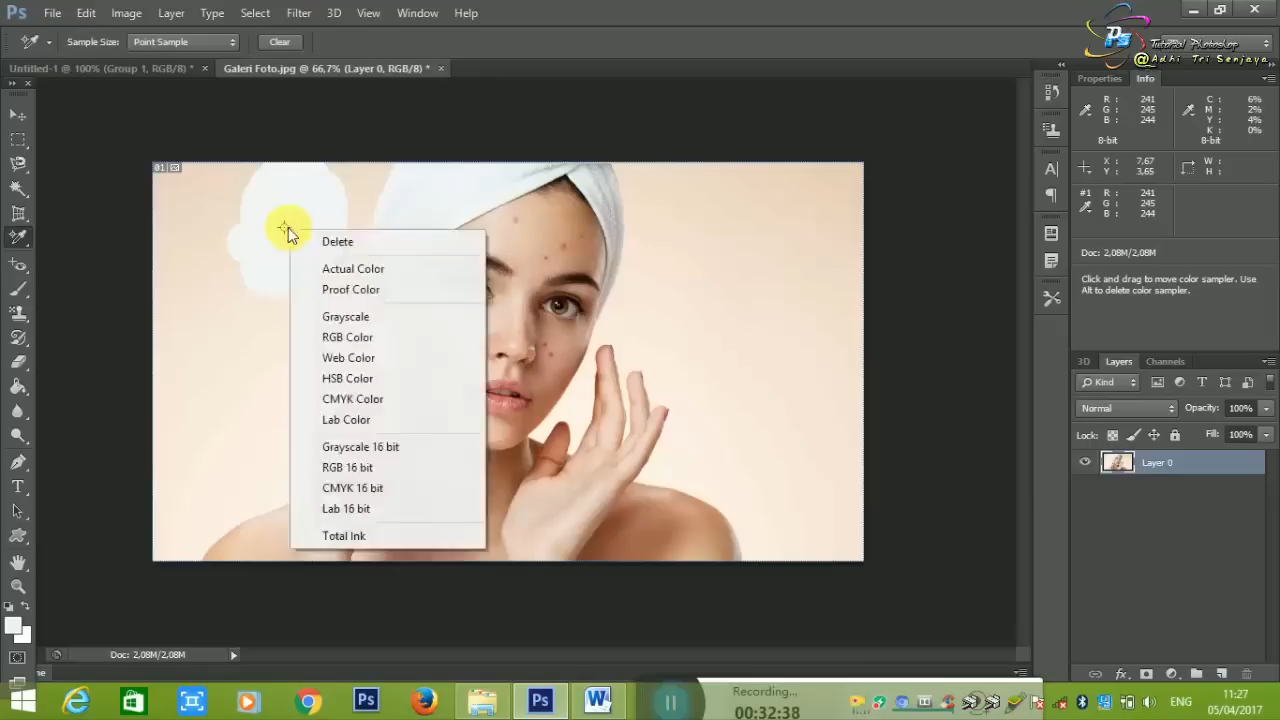 Ps File Edit Image Layer Type Select Filter 3D View Window Help
Sample Size: Point Sample Clear
Ps Tutorial Photoshop
@Adhi Tri Senjaya
Untitled-1 @ 100% (Group 1, RGB/8) * × Galeri Foto.jpg @ 66,7% (Layer 0, RGB/8) * ×
Properties Info
R : 241 C : 6%
G : 245 M : 2%
B : 244 Y : 4%
K : 0%
8-bit 8-bit
X : 7,67 W :
Y : 3,65 H :
#1 R : 241
G : 245
B : 244
Doc: 2,08M/2,08M
Click and drag to move color sampler. Use
Alt to delete color sampler.
01
Delete
Actual Color
Proof Color
Grayscale
RGB Color
Web Color
HSB Color
CMYK Color
Lab Color
Grayscale 16 bit
RGB 16 bit
CMYK 16 bit
Lab 16 bit
Total Ink
3D Layers Channels
Kind
Normal Opacity: 100%
Lock: Fill: 100%
Layer 0
Doc: 2,08M/2,08M
Recording...
00:32:38
ENG
11:27
05/04/2017